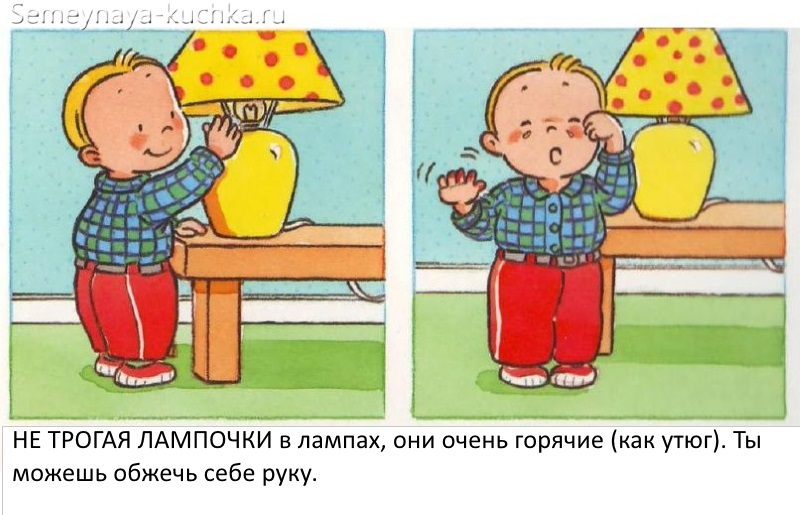 Semeynaya-kuchka.ru
НЕ ТРОГАЯ ЛАМПОЧКИ в лампах, они очень горячие (как утюг). Ты
можешь обжечь себе руку.